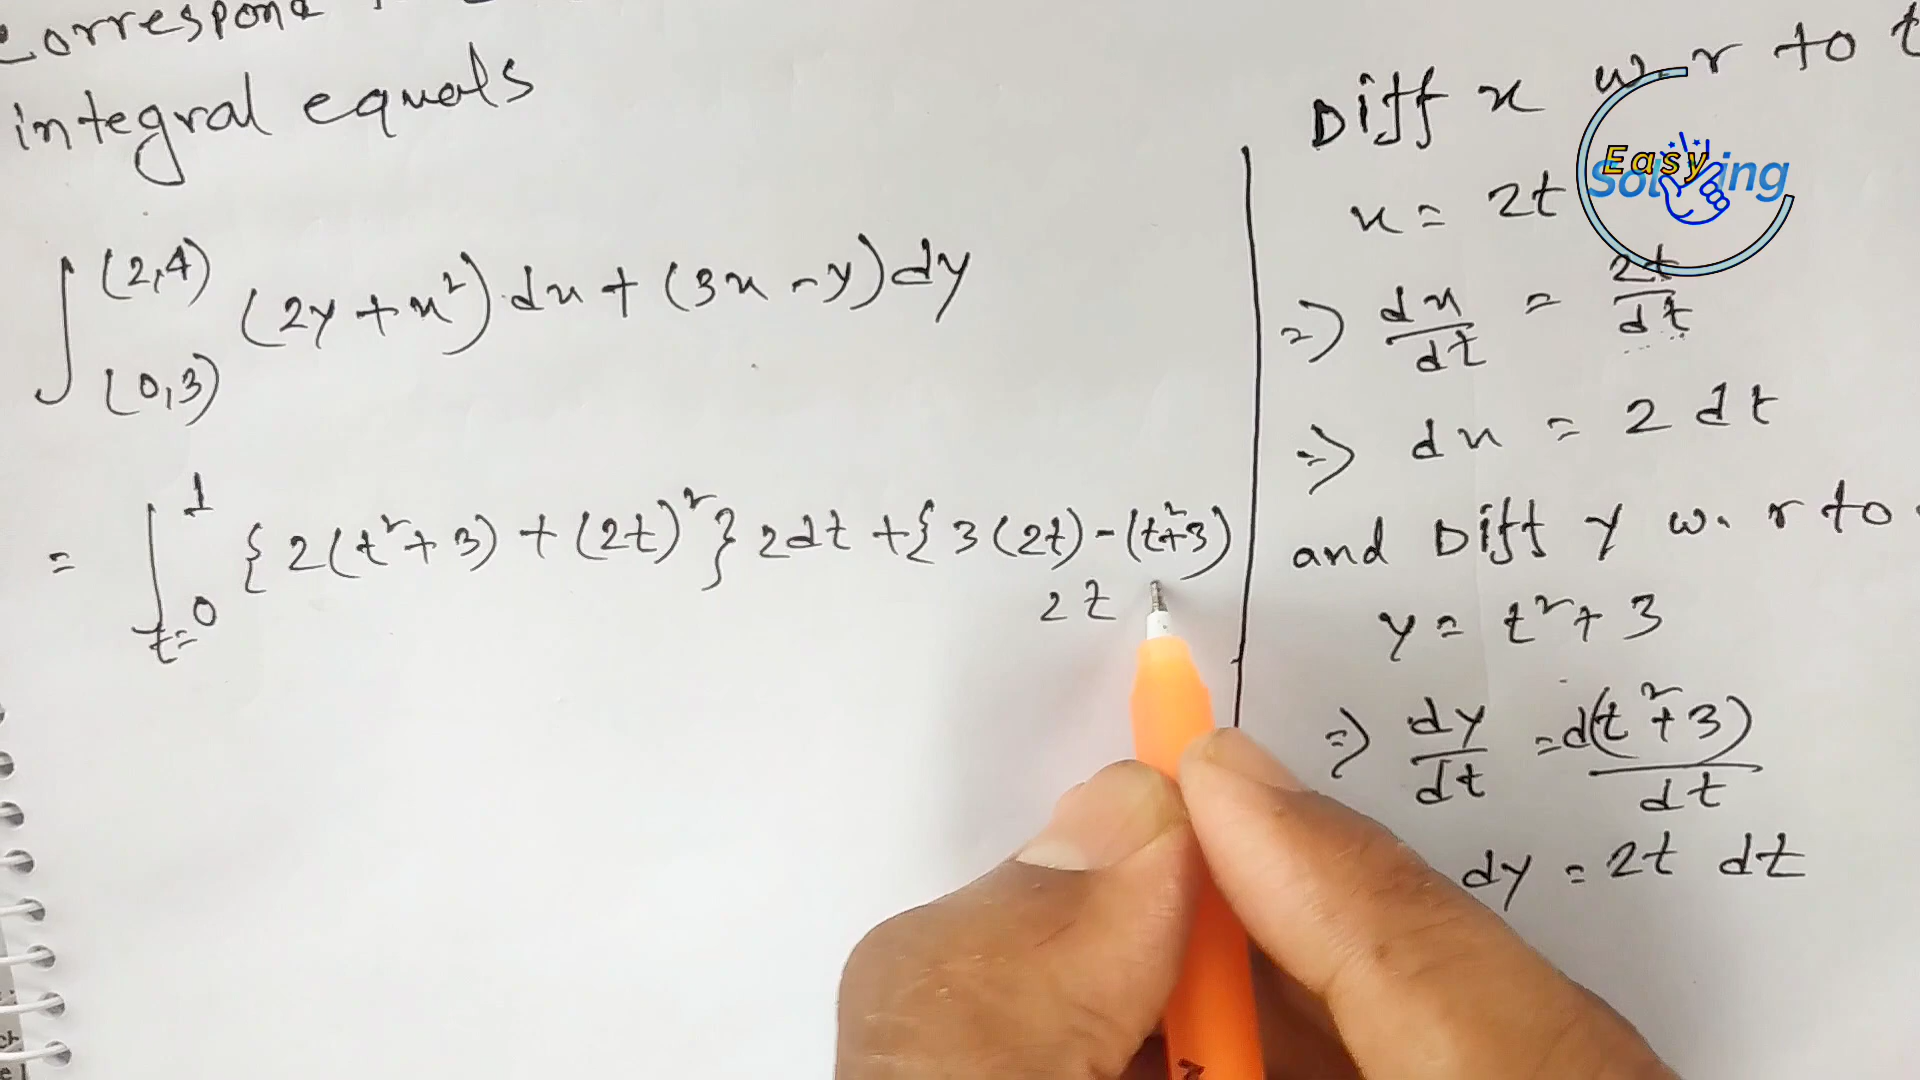 correspond
integral equals
∫ (2,4) (0,3) (2y + x²) dx + (3x - y) dy
= ∫ 1 t=0 {2(t²+3) + (2t)²} 2dt + {3(2t) - (t²+3)
2t
Diff x w.r to t
x = 2t
⇒ dx/dt = 2t/dt
⇒ dx = 2 dt
and Diff y w.r to
y = t² + 3
⇒ dy/dt = d(t²+3)/dt
dy = 2t dt
Easy
Solving